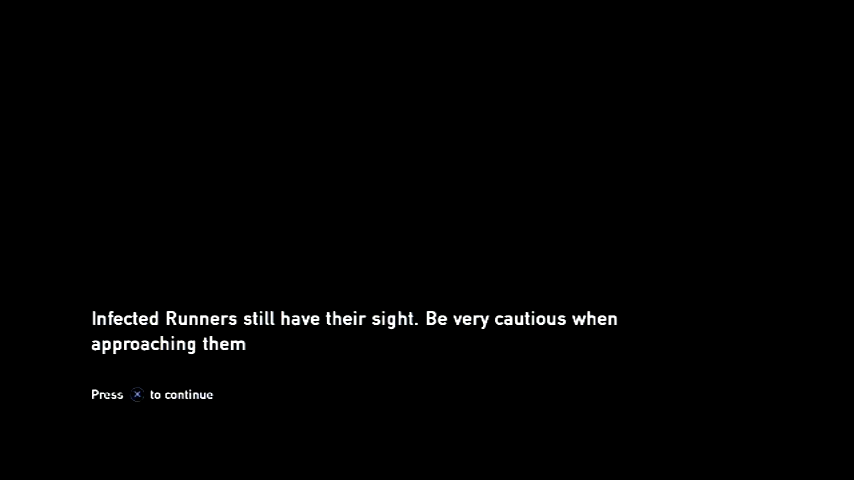 Infected Runners still have their sight. Be very cautious when
approaching them
Press ⓧ to continue